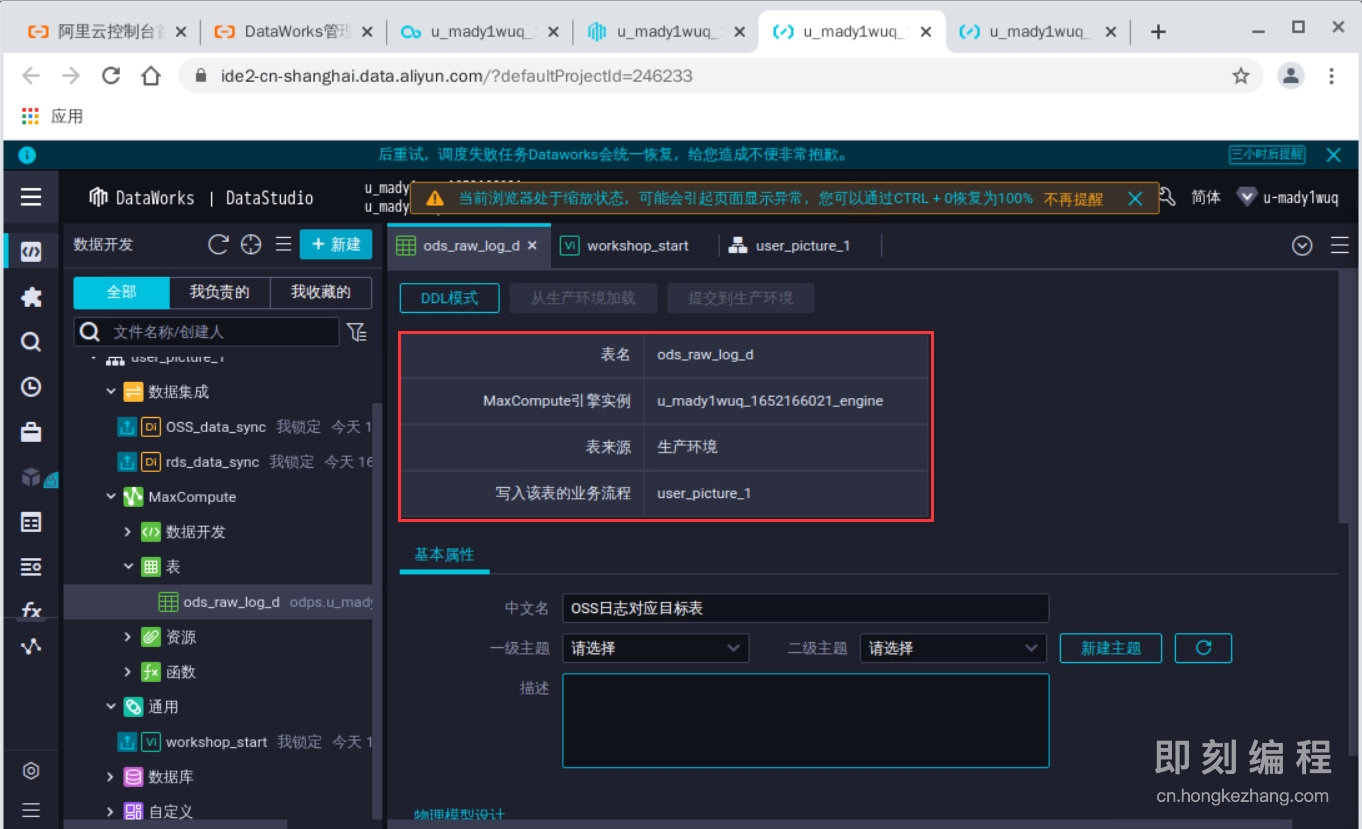 阿里云控制台首
DataWorks管理
u_mady1wuq_
u_mady1wuq_
u_mady1wuq_
u_mady1wuq_
ide2-cn-shanghai.data.aliyun.com/?defaultProjectId=246233
应用
后重试，调度失败任务Dataworks会统一恢复，给您造成不便非常抱歉。
三小时后提醒
DataWorks | DataStudio
u_mady
u_mady
当前浏览器处于缩放状态，可能会引起页面显示异常，您可以通过CTRL + 0恢复为100%
不再提醒
简体
u-mady1wuq
数据开发
+ 新建
ods_raw_log_d
Vi workshop_start
user_picture_1
全部
我负责的
我收藏的
DDL模式
从生产环境加载
提交到生产环境
文件名称/创建人
user_picture_1
数据集成
Di OSS_data_sync 我锁定 今天 1
Di rds_data_sync 我锁定 今天 16
MaxCompute
数据开发
表
ods_raw_log_d odps.u_mady
资源
fx 函数
通用
Vi workshop_start 我锁定 今天 1
数据库
自定义
fx
表名 ods_raw_log_d
MaxCompute引擎实例 u_mady1wuq_1652166021_engine
表来源 生产环境
写入该表的业务流程 user_picture_1
基本属性
中文名 OSS日志对应目标表
一级主题 请选择 二级主题 请选择 新建主题
描述
物理模型设计
即刻编程
cn.hongkezhang.com